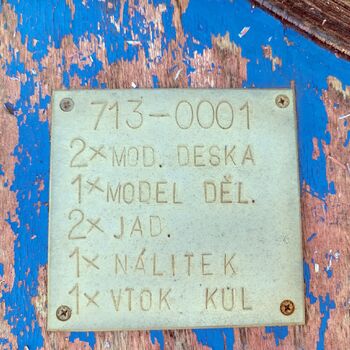 713-0001
2× MOD. DESKA
1× MODEL DĚL.
2× JAD.
1× NÁLITEK
1× VTOK KŮL